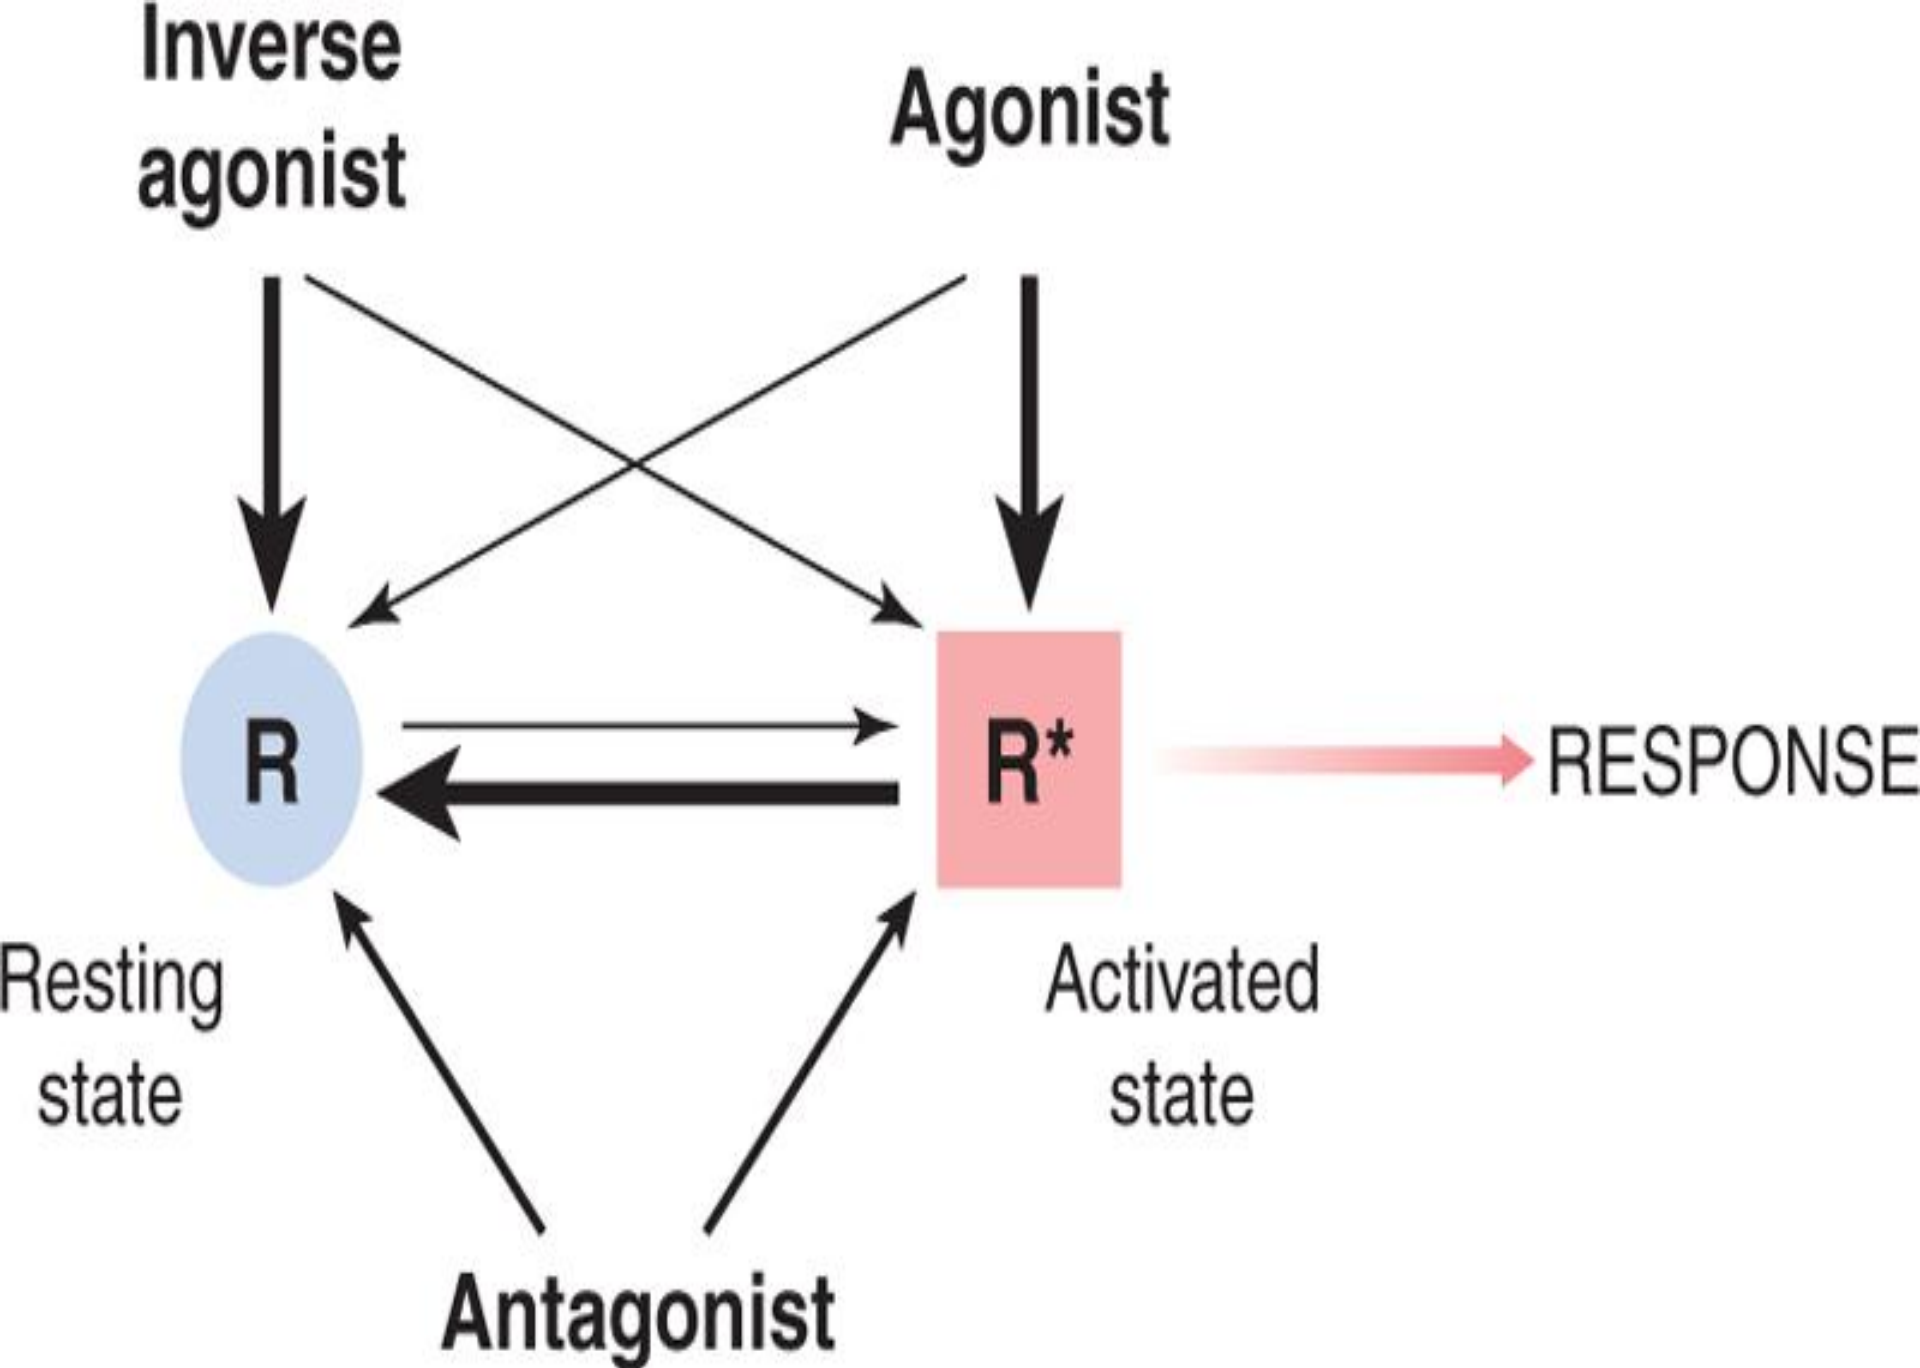 Inverse
agonist
Agonist
R
R*
RESPONSE
Resting
state
Activated
state
Antagonist